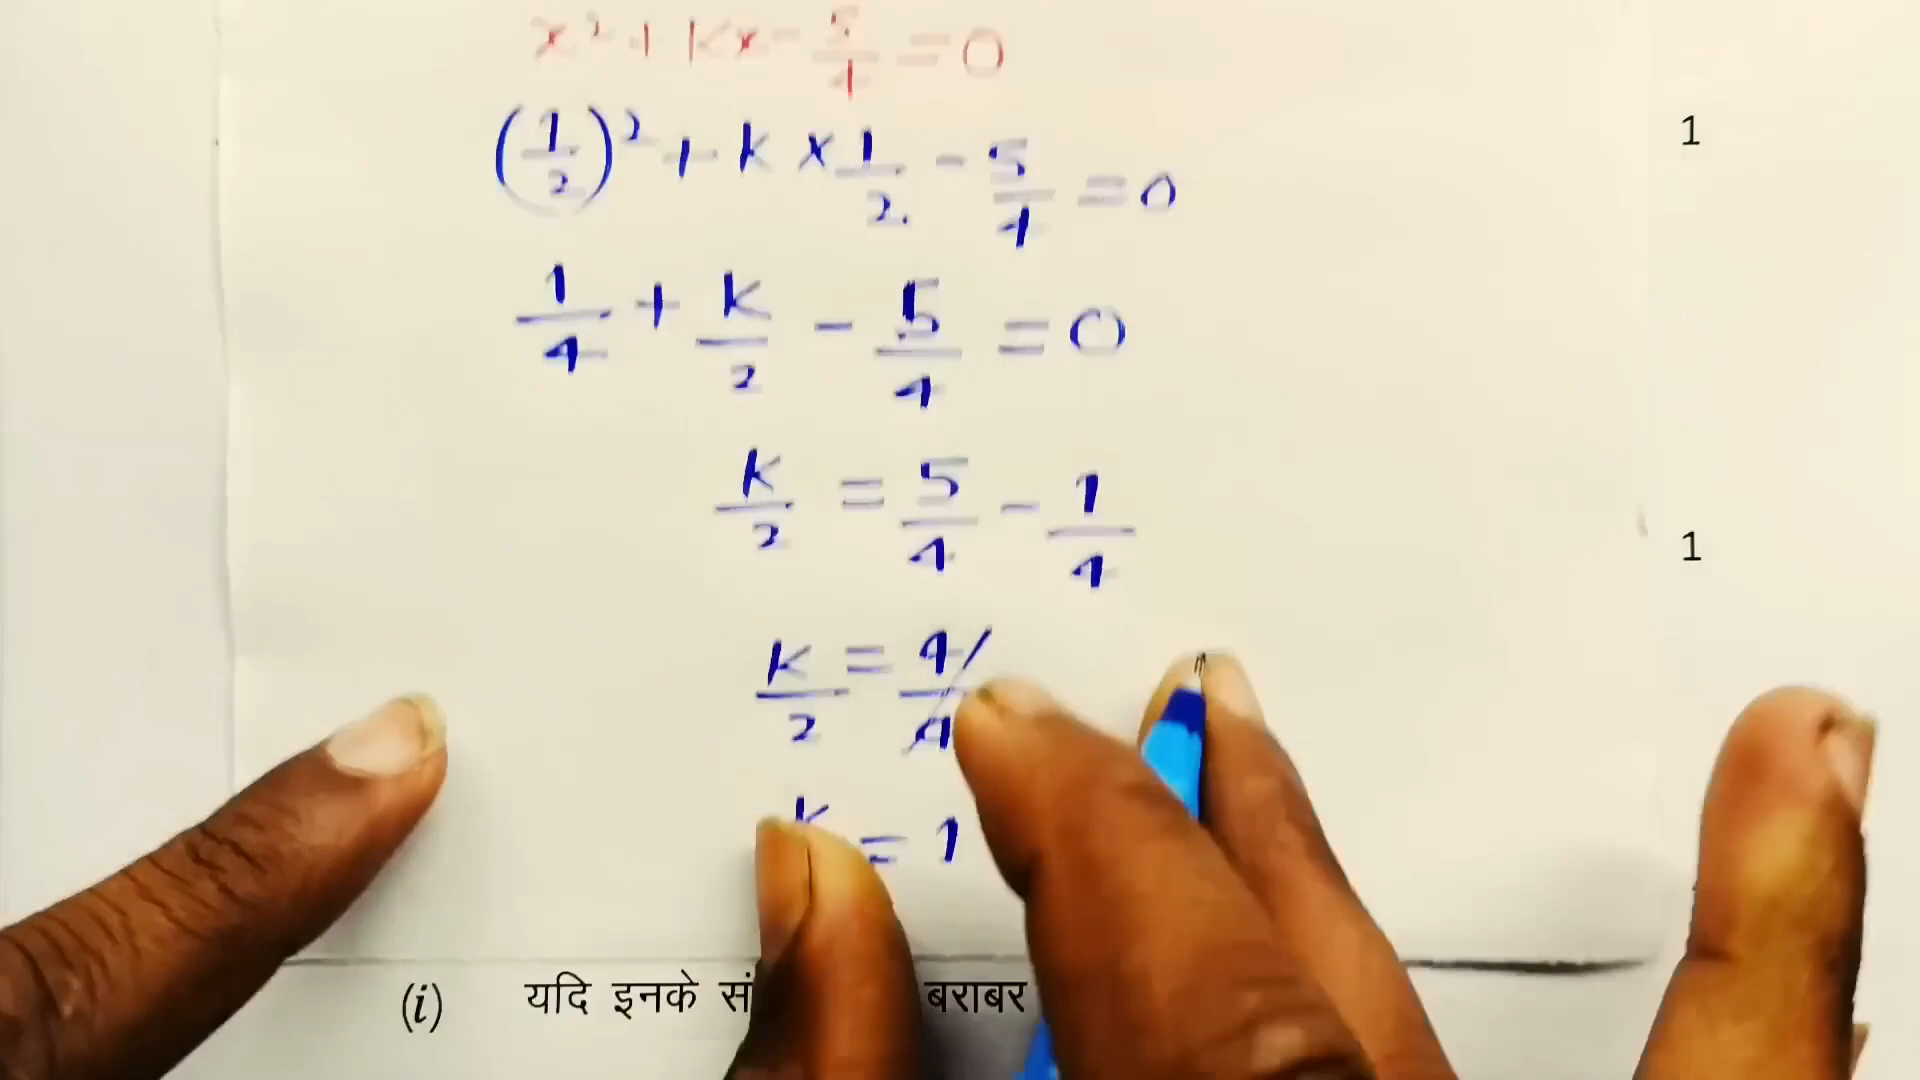 x² + kx - 5/4 = 0
(1/2)² + k × 1/2 - 5/4 = 0
1
1/4 + k/2 - 5/4 = 0
k/2 = 5/4 - 1/4
1
k/2 = 4/4
k = 1
(i) यदि इनके बराबर